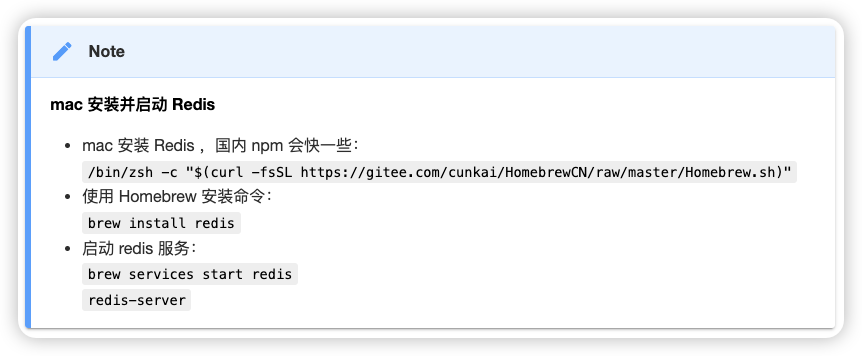 Note
mac 安装并启动 Redis
mac 安装 Redis ，国内 npm 会快一些：
/bin/zsh -c "$(curl -fsSL https://gitee.com/cunkai/HomebrewCN/raw/master/Homebrew.sh)"
使用 Homebrew 安装命令：
brew install redis
启动 redis 服务：
brew services start redis
redis-server